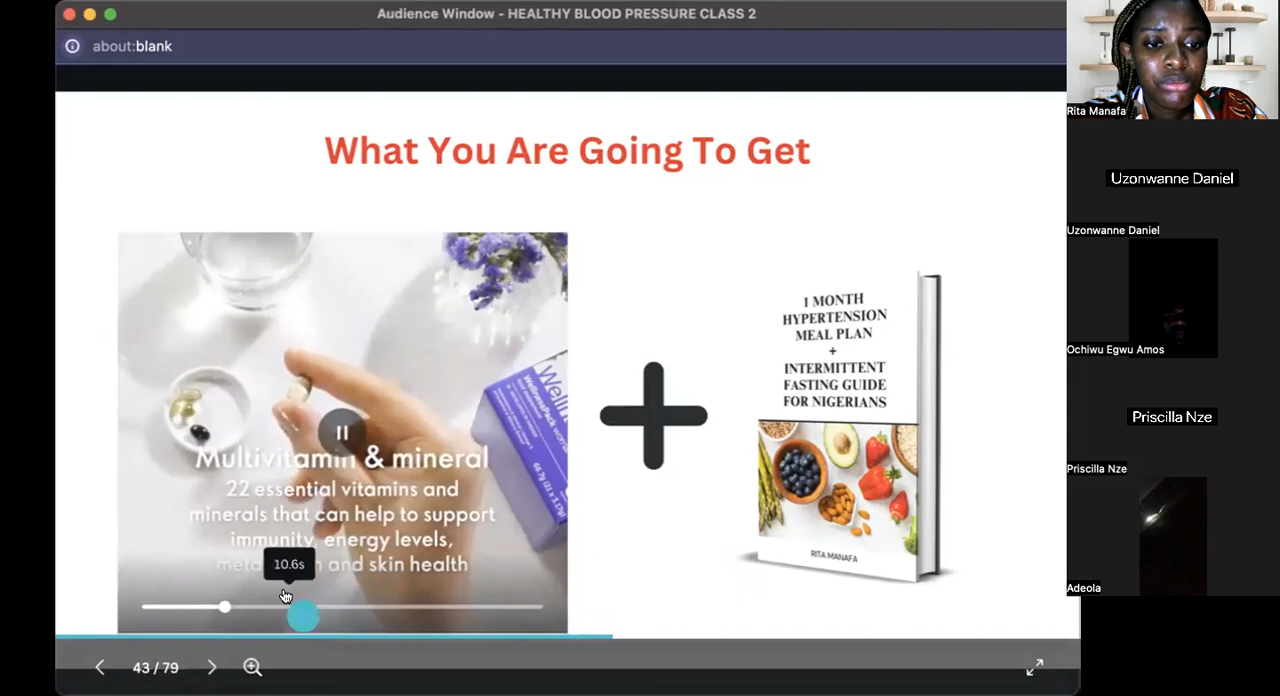 Audience Window - HEALTHY BLOOD PRESSURE CLASS 2
about:blank
What You Are Going To Get
Multivitamin & mineral
22 essential vitamins and
minerals that can help to support
immunity, energy levels,
and skin health
10.6s
WellnessPack woman
1 MONTH
HYPERTENSION
MEAL PLAN
+
INTERMITTENT
FASTING GUIDE
FOR NIGERIANS
RITA MANAFA
43 / 79
Rita Manafa
Uzonwanne Daniel
Uzonwanne Daniel
Ochiwu Egwu Amos
Priscilla Nze
Priscilla Nze
Adeola